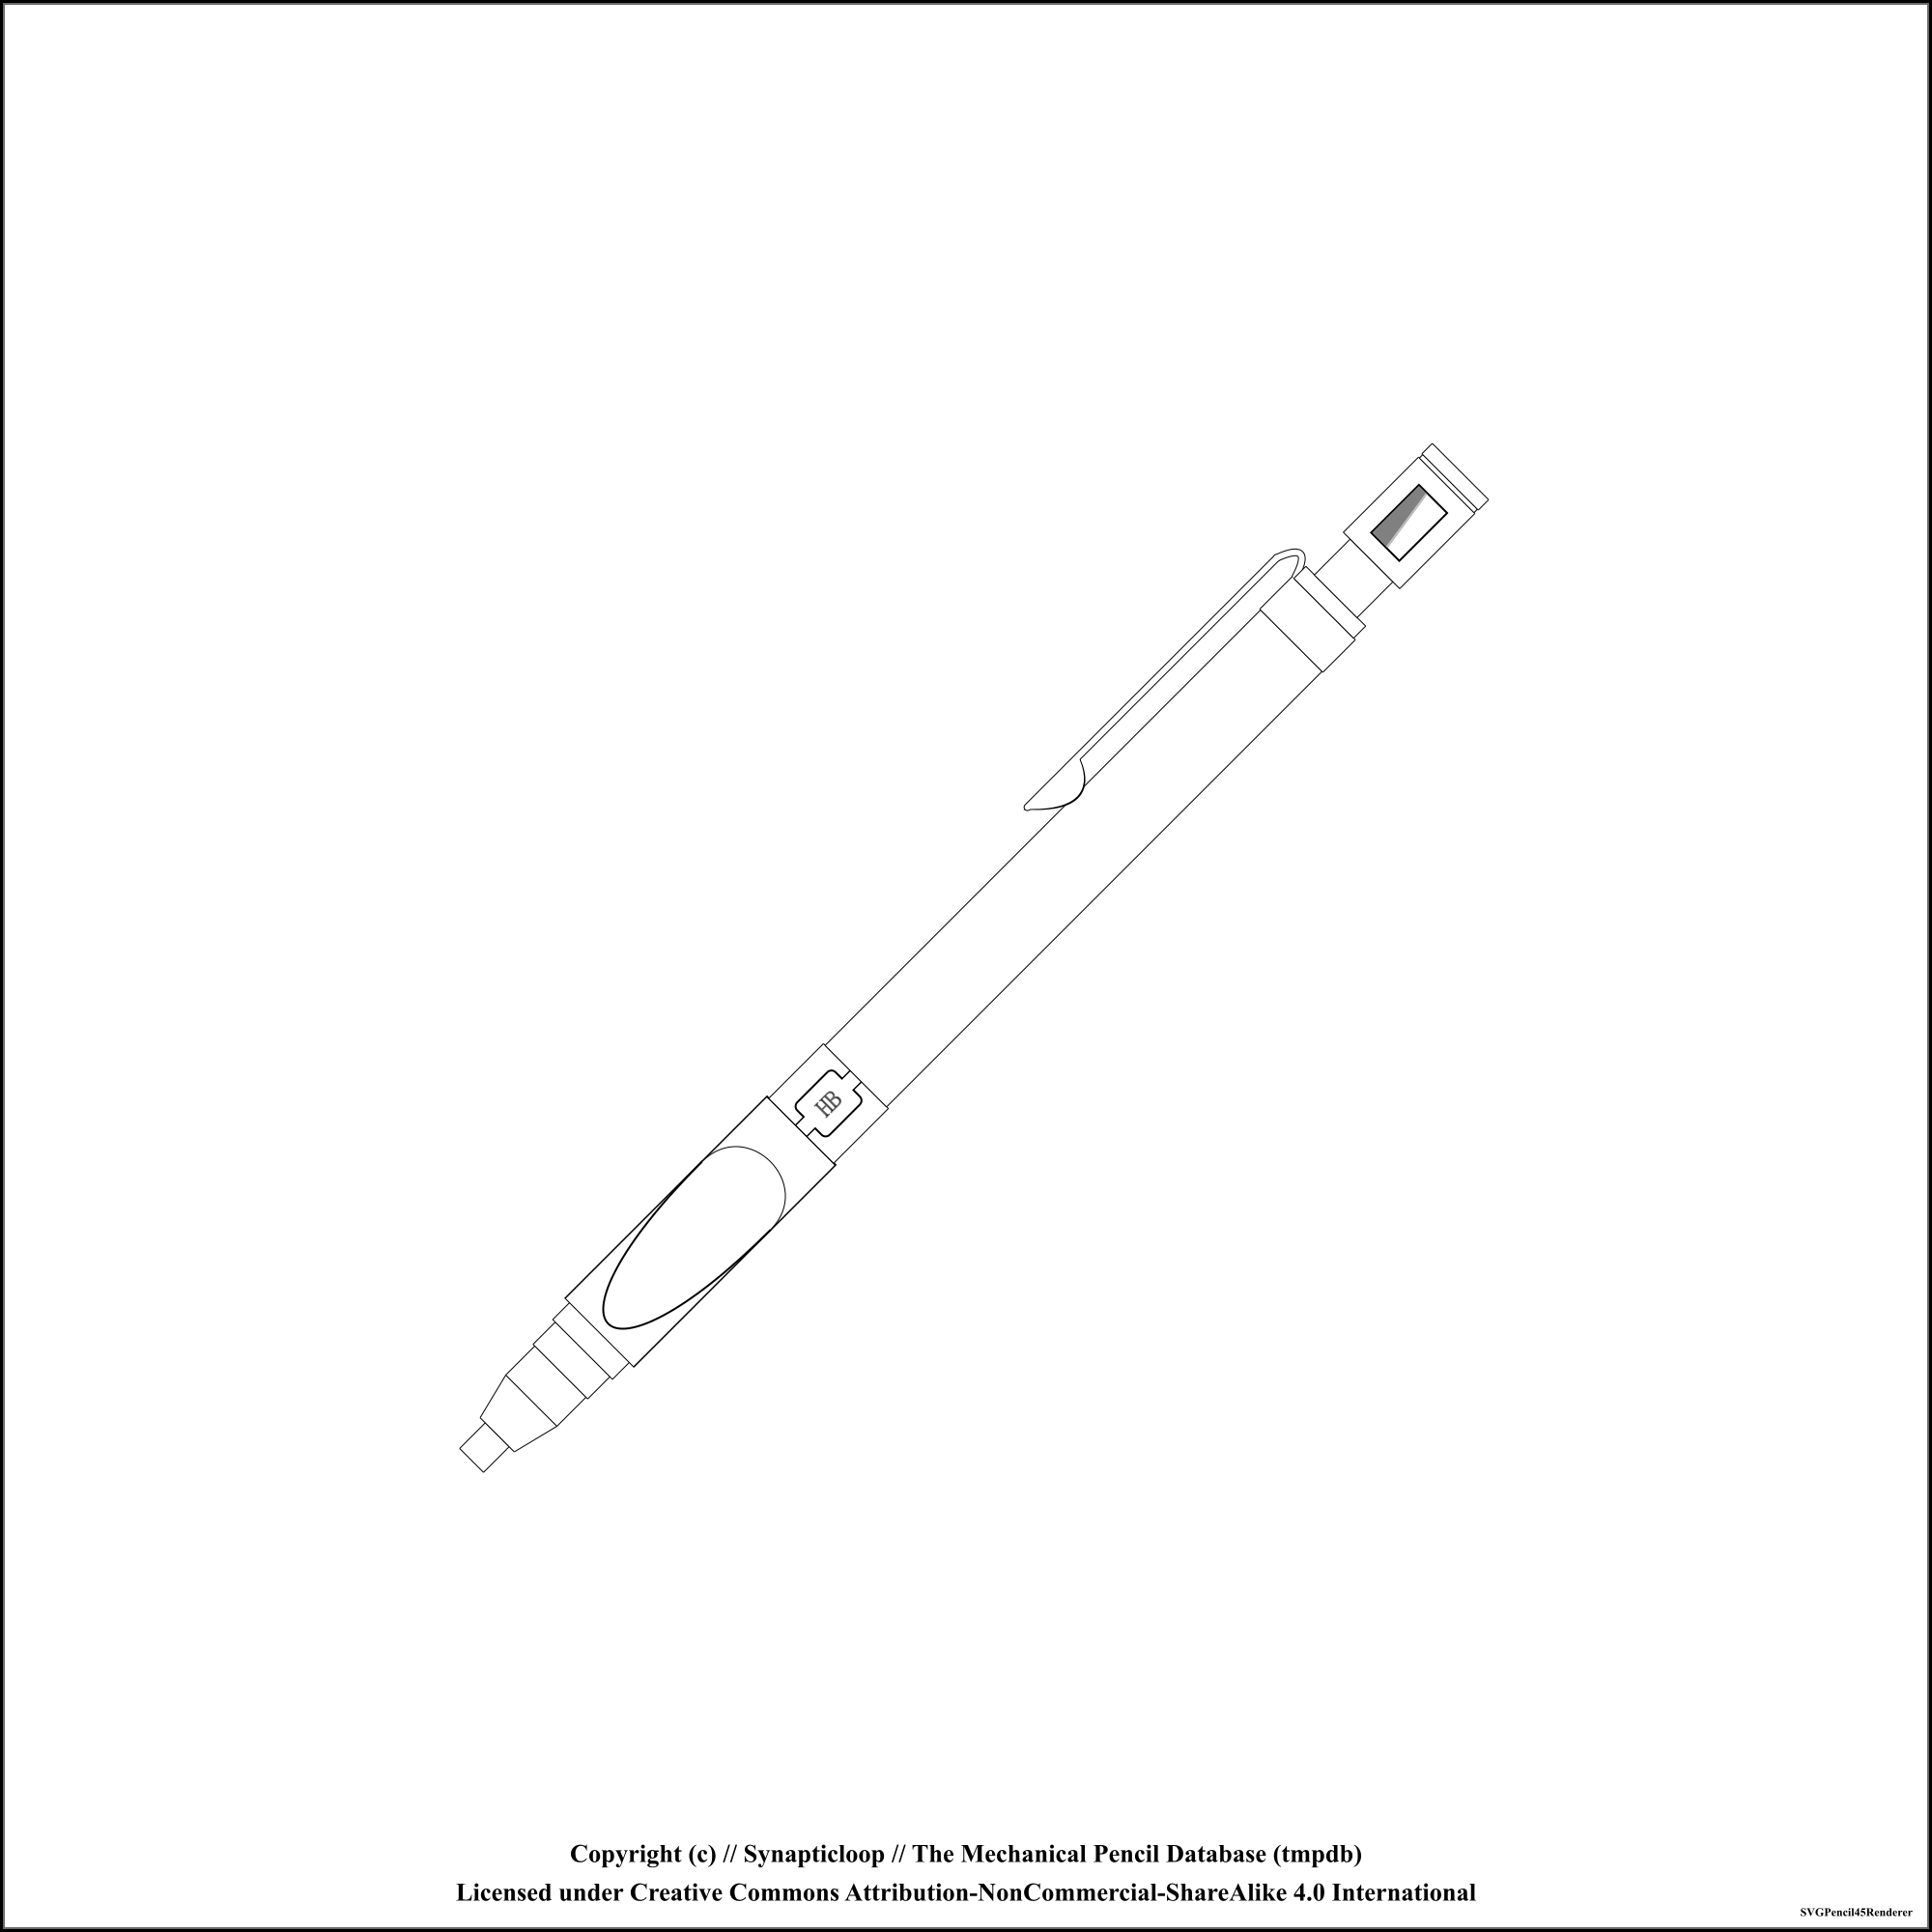 HB
Copyright (c) // Synapticloop // The Mechanical Pencil Database (tmpdb)
Licensed under Creative Commons Attribution-NonCommercial-ShareAlike 4.0 International
SVGPencil45Renderer